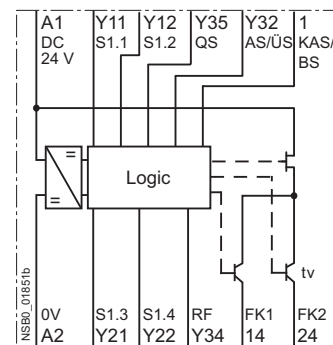 A1 Y11 Y12 Y35 Y32 1
DC S1.1 S1.2 QS AS/ÜS KAS/
24 V BS
= =
Logic
tv
NSB0_01851b
0V S1.3 S1.4 RF FK1 FK2
A2 Y21 Y22 Y34 14 24